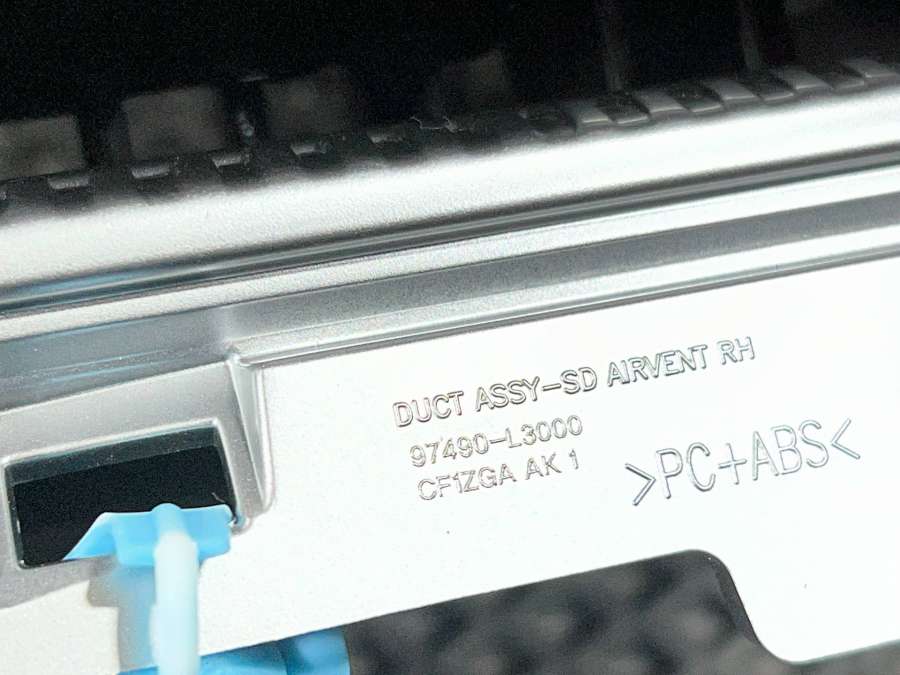 DUCT ASSY-SD AIRVENT RH
97490-L3000
CF1ZGA AK 1
>PC+ABS<